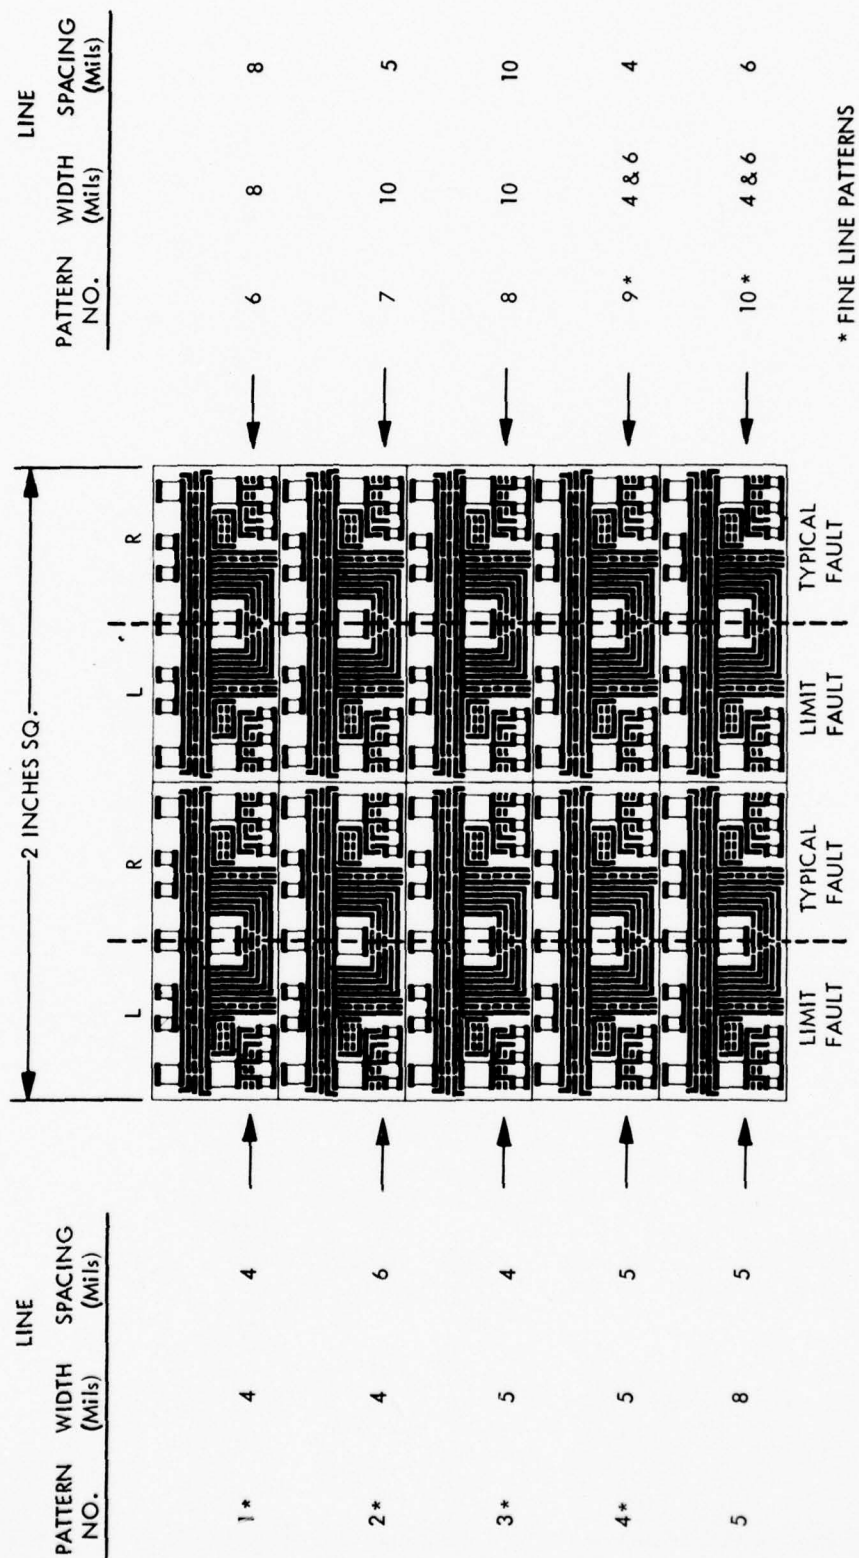 LINE
PATTERN NO. WIDTH (Mils) SPACING (Mils)
1* 4 4
2* 4 6
3* 5 4
4* 5 5
5 8 5
2 INCHES SQ.
L R L R
LIMIT FAULT TYPICAL FAULT LIMIT FAULT TYPICAL FAULT
LINE
PATTERN NO. WIDTH (Mils) SPACING (Mils)
6 8 8
7 10 5
8 10 10
9* 4 & 6 4
10* 4 & 6 6
* FINE LINE PATTERNS